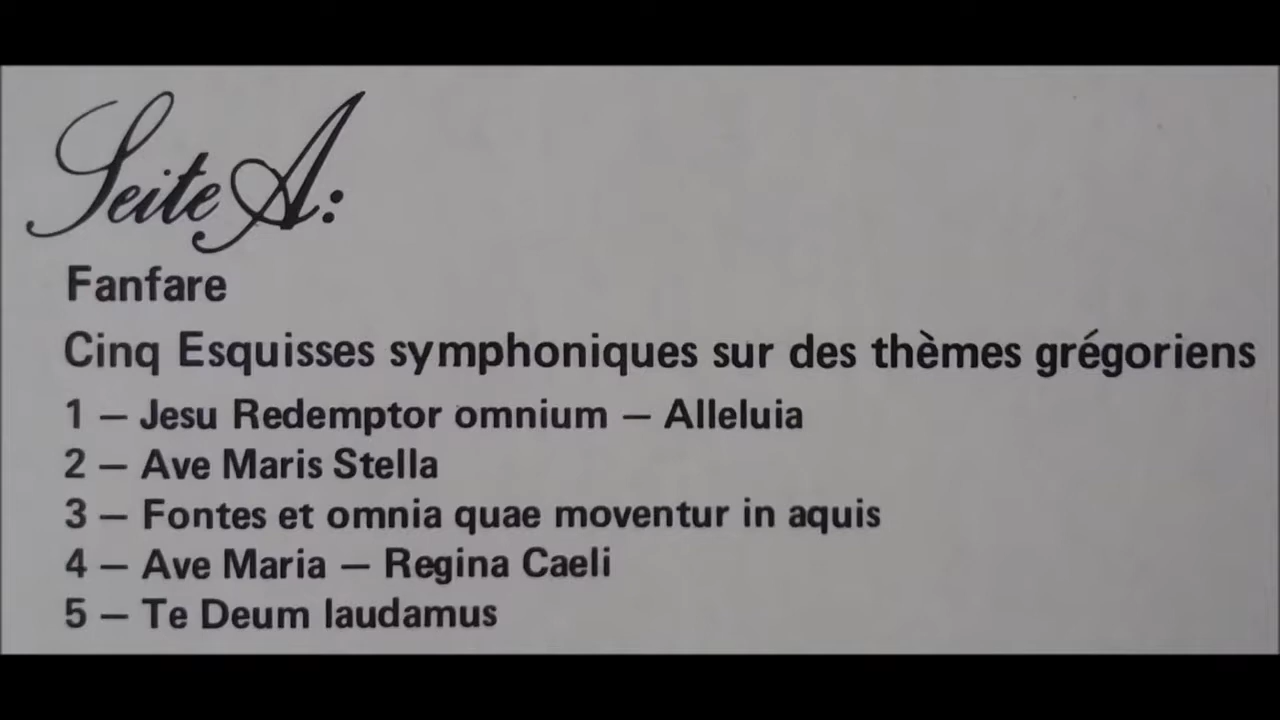 Seite A:
Fanfare
Cinq Esquisses symphoniques sur des thèmes grégoriens
1 — Jesu Redemptor omnium — Alleluia
2 — Ave Maris Stella
3 — Fontes et omnia quae moventur in aquis
4 — Ave Maria — Regina Caeli
5 — Te Deum laudamus